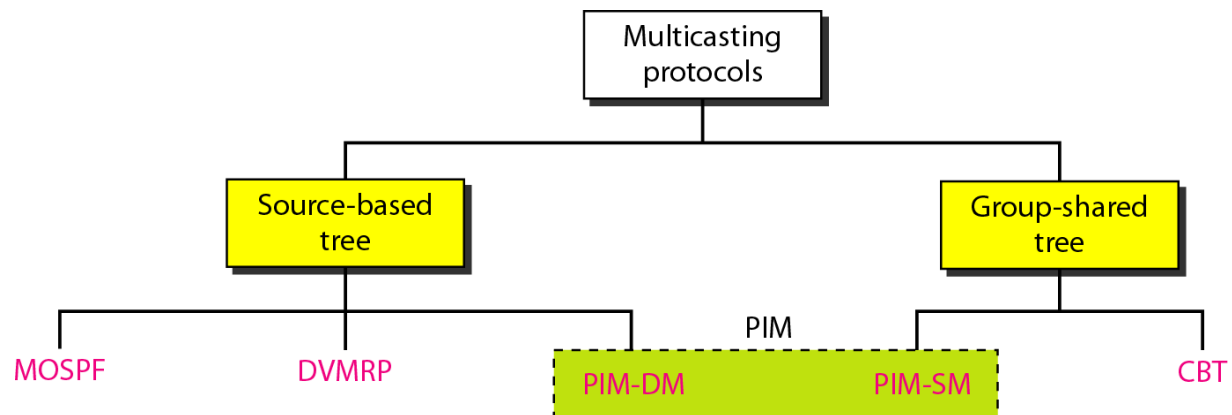 Multicasting
protocols
Source-based
tree
Group-shared
tree
PIM
MOSPF
DVMRP
PIM-DM
PIM-SM
CBT